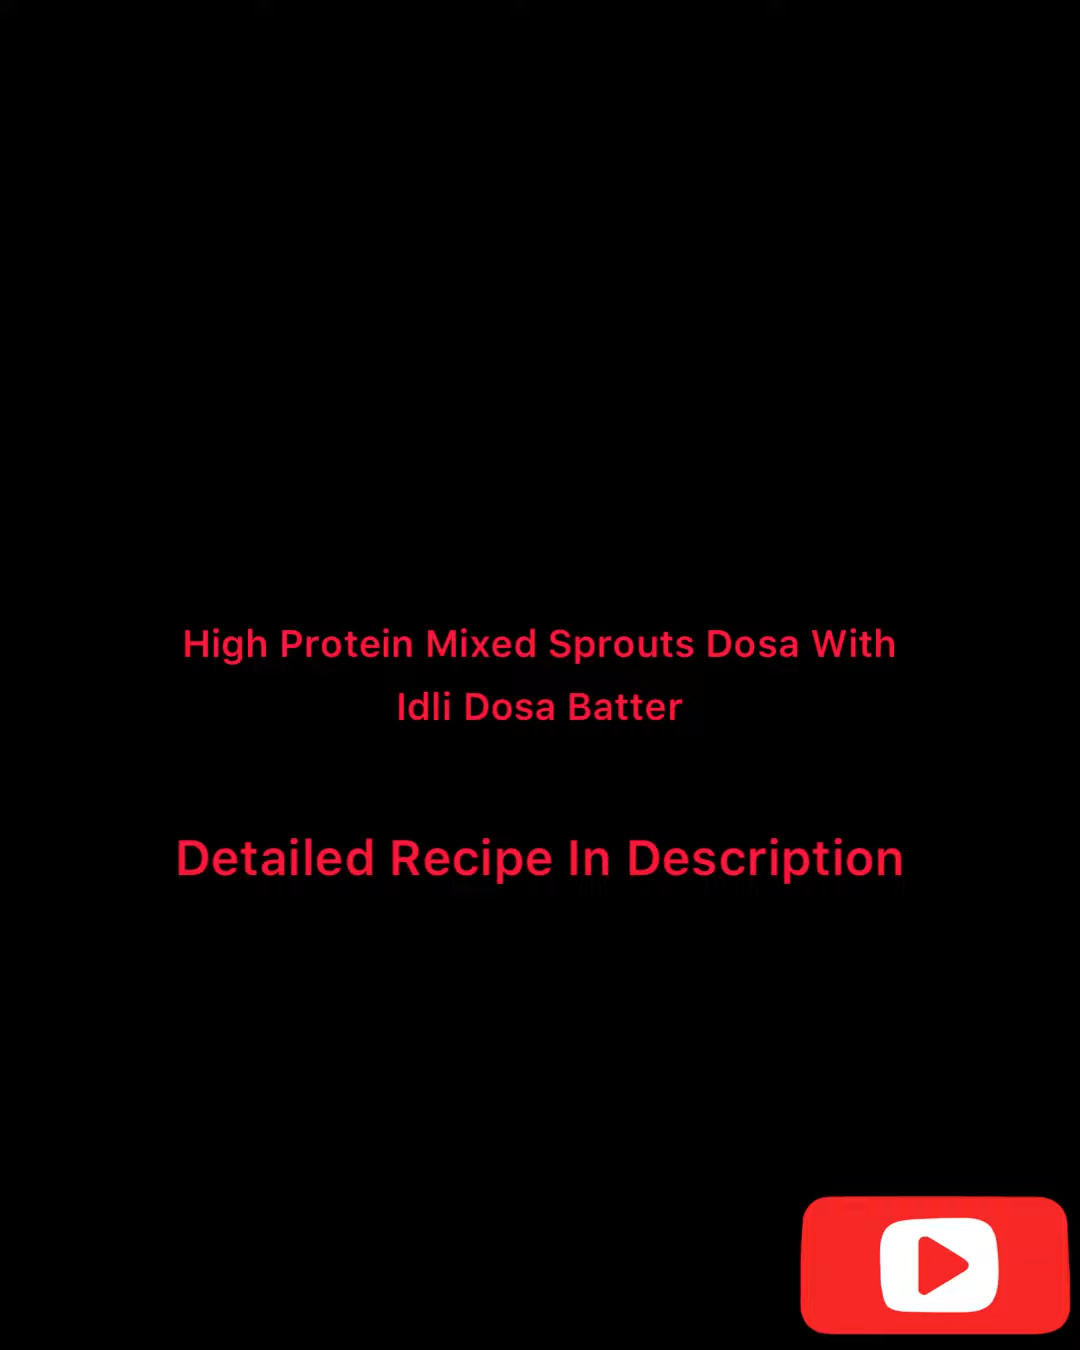 High Protein Mixed Sprouts Dosa With
Idli Dosa Batter
Detailed Recipe In Description